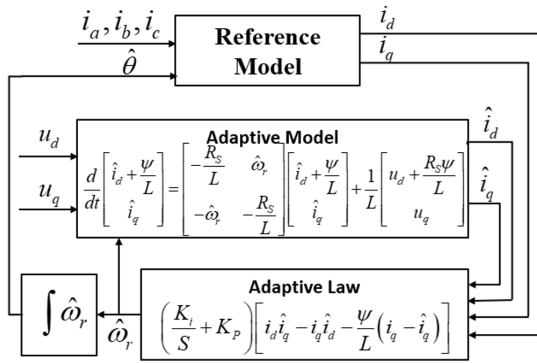 i_a, i_b, i_c
θ̂
Reference
Model
i_d
i_q
u_d
u_q
Adaptive Model
d/dt [î_d + ψ/L; î_q] = [-R_S/L  ω̂_r; -ω̂_r  -R_S/L] [î_d + ψ/L; î_q] + 1/L [u_d + R_Sψ/L; u_q]
î_d
î_q
∫ ω̂_r
ω̂_r
Adaptive Law
(K_i/S + K_P) [i_d î_q - i_q î_d - ψ/L (i_q - î_q)]